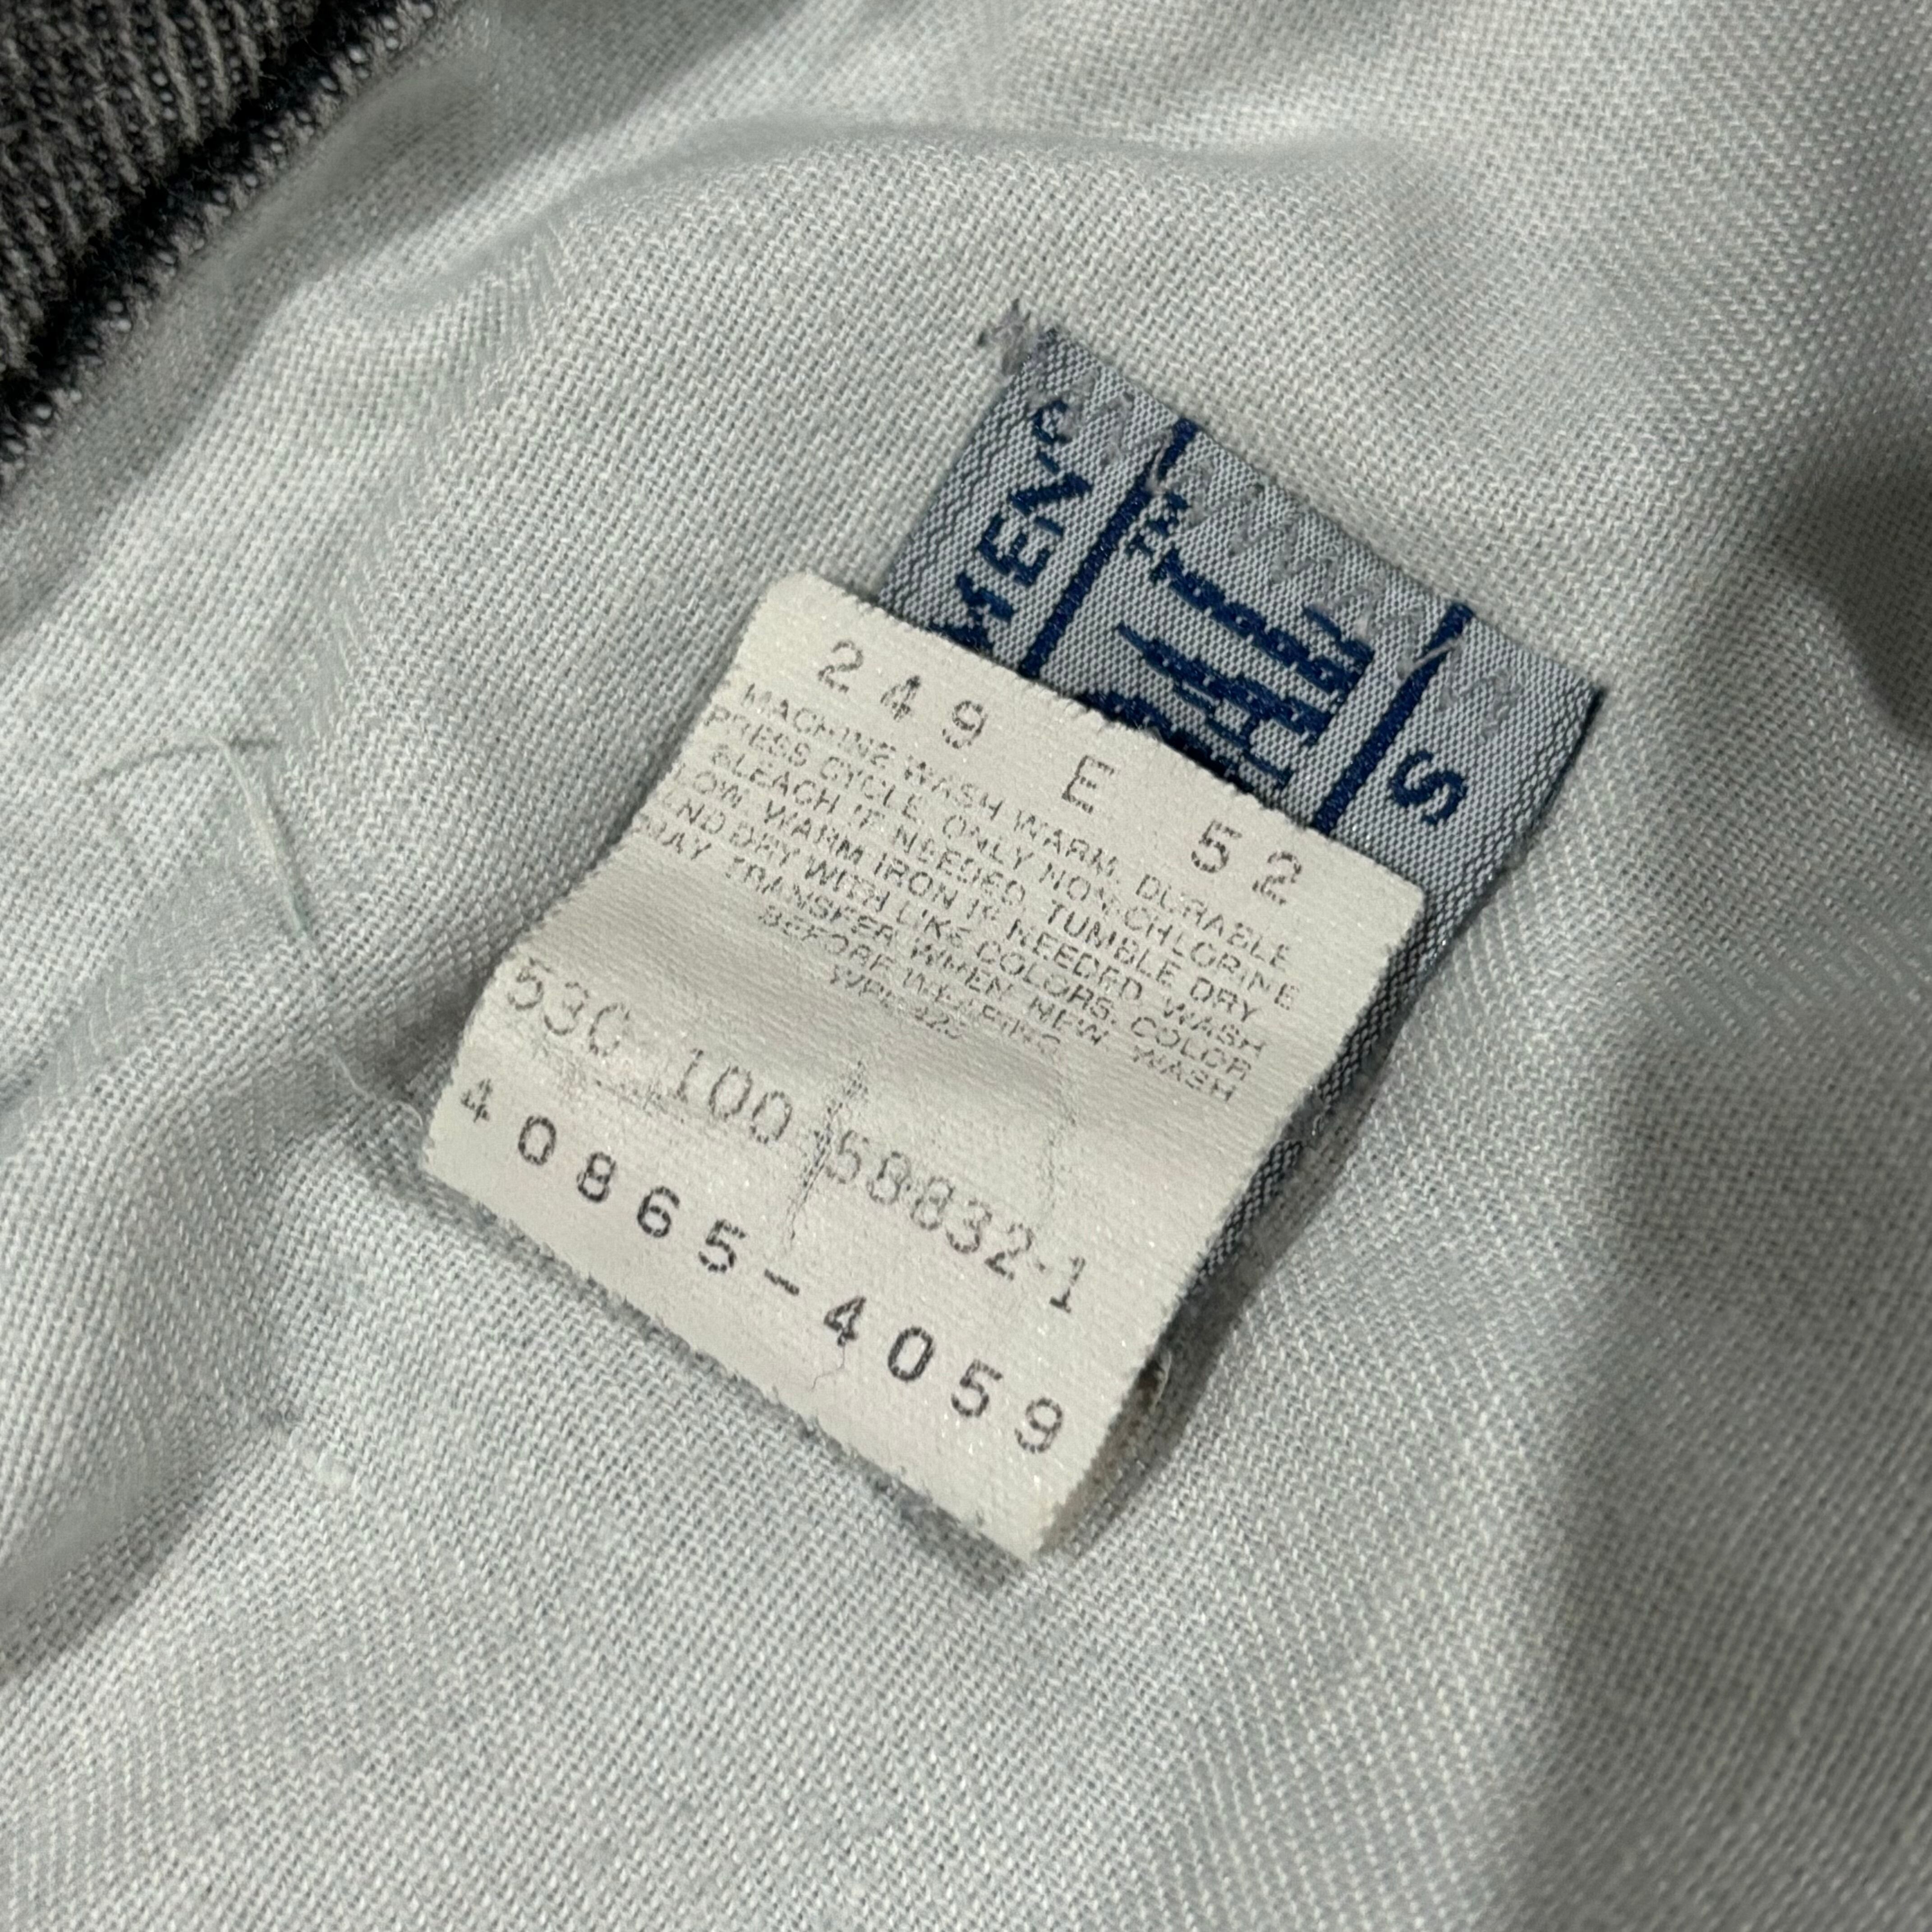 MEN'S
TM
S
249 E 52
MACHINE WASH WARM, DURABLE
PRESS CYCLE, ONLY NON-CHLORINE
BLEACH IF NEEDED, TUMBLE DRY
LOW, WARM IRON IF NEEDED, WASH
AND DRY WITH LIKE COLORS, COLOR
MAY TRANSFER WHEN NEW, WASH
BEFORE WEARING
530 100 58832-1
40865-4059